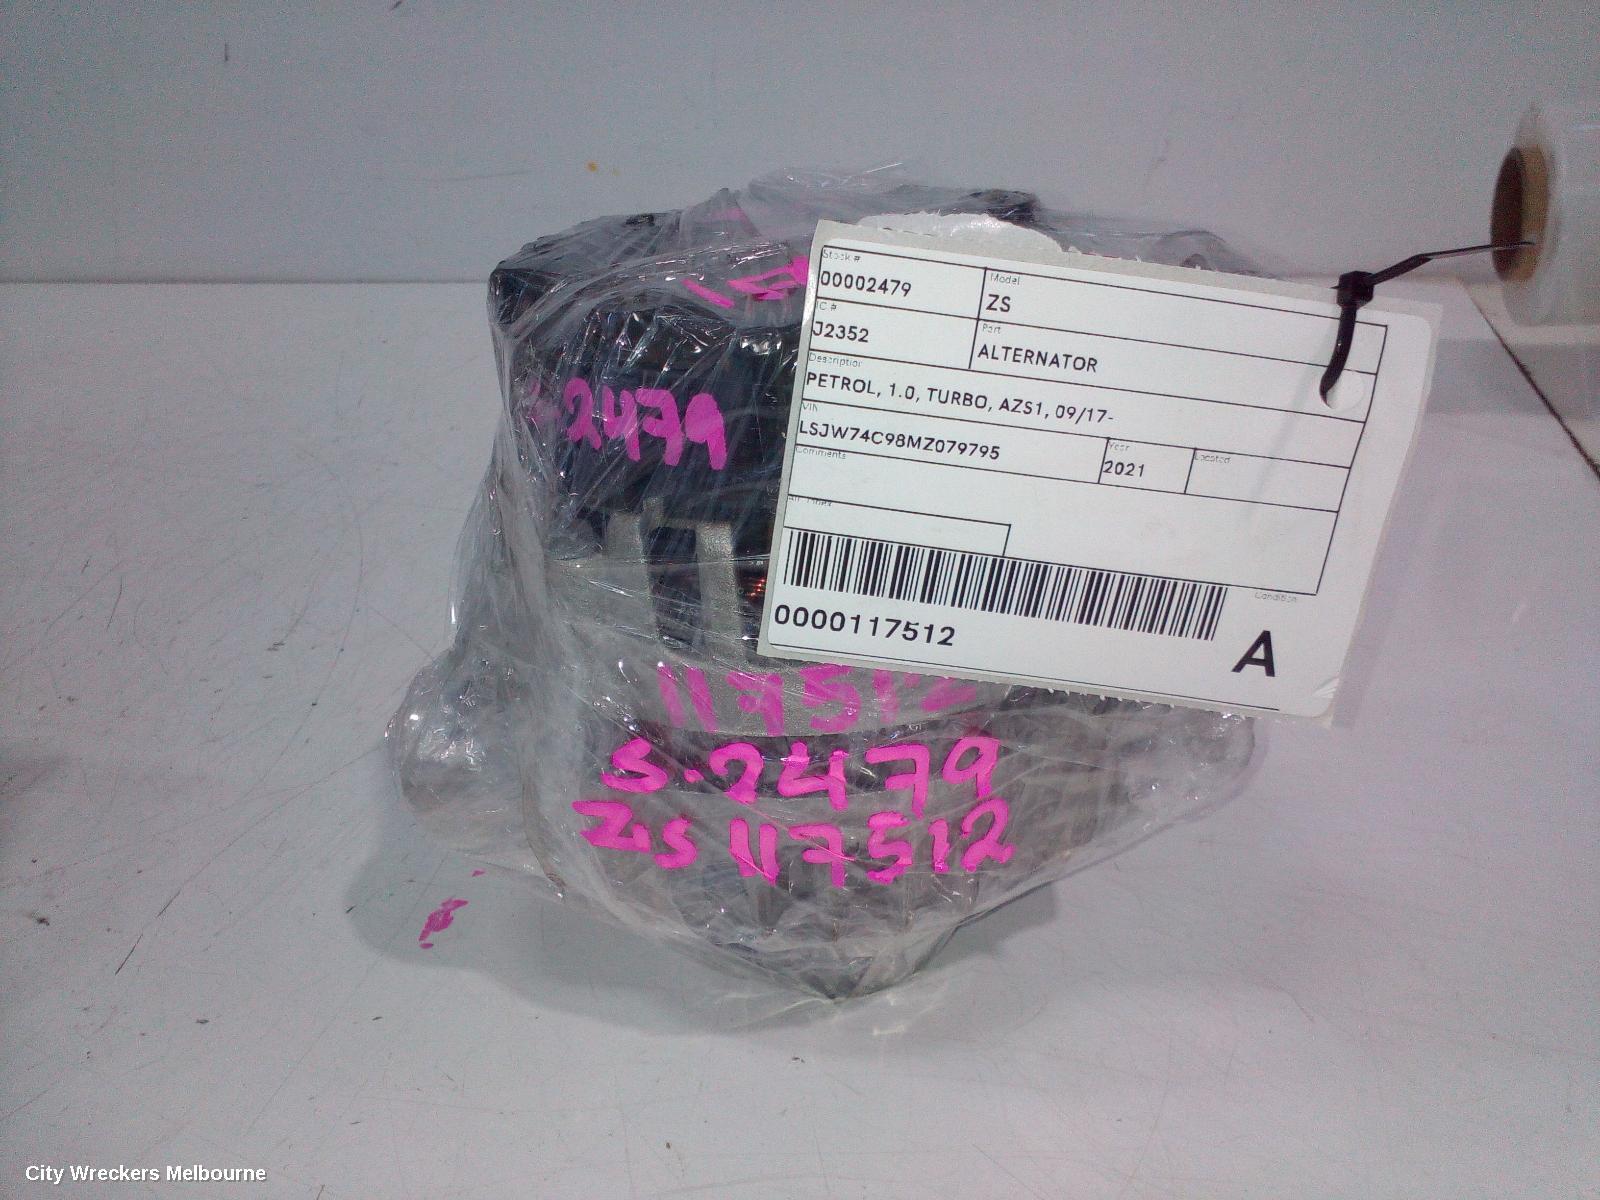 Stock #
00002479
Model
ZS
IC #
J2352
Part
ALTERNATOR
Description
PETROL, 1.0, TURBO, AZS1, 09/17-
VIN
LSJW74C98MZ079795
Year
2021
Located
Comments
0000117512
Condition
A
2479
117512
S-2479
ZS 117512
City Wreckers Melbourne